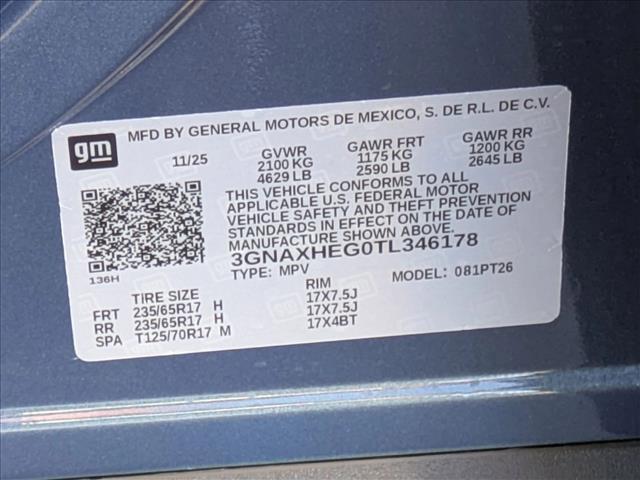 gm
MFD BY GENERAL MOTORS DE MEXICO, S. DE R.L. DE C.V.
11/25 GVWR GAWR FRT GAWR RR
2100 KG 1175 KG 1200 KG
4629 LB 2590 LB 2645 LB
THIS VEHICLE CONFORMS TO ALL
APPLICABLE U.S. FEDERAL MOTOR
VEHICLE SAFETY AND THEFT PREVENTION
STANDARDS IN EFFECT ON THE DATE OF
MANUFACTURE SHOWN ABOVE.
3GNAXHEG0TL346178
136H TYPE: MPV MODEL: 081PT26
TIRE SIZE RIM
FRT 235/65R17 H 17X7.5J
RR 235/65R17 H 17X7.5J
SPA T125/70R17 M 17X4BT